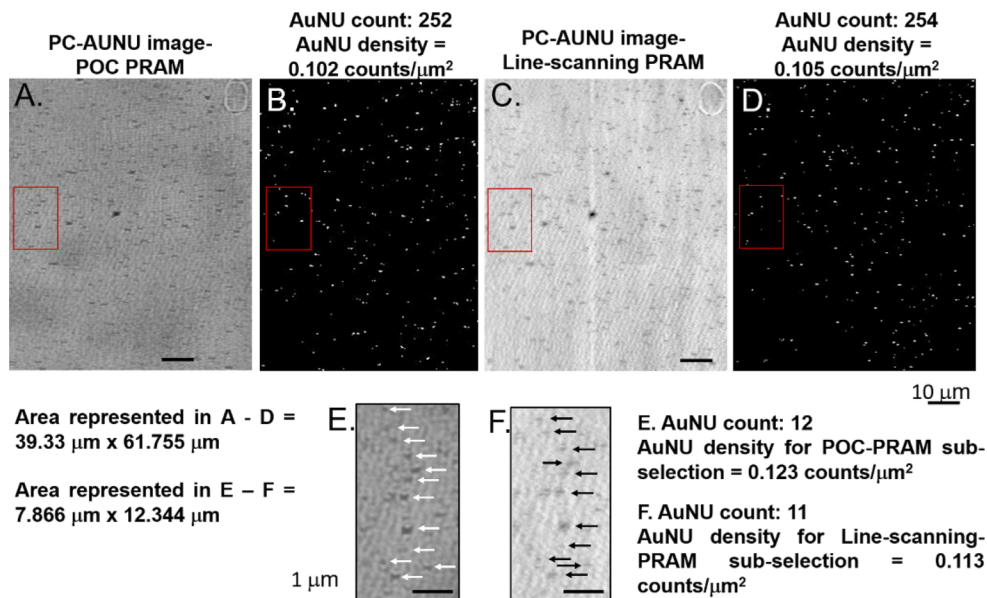 PC-AUNU image-
POC PRAM
AuNU count: 252
AuNU density =
0.102 counts/μm²
PC-AUNU image-
Line-scanning PRAM
AuNU count: 254
AuNU density =
0.105 counts/μm²
A.
B.
C.
D.
10 μm
Area represented in A - D =
39.33 μm x 61.755 μm
Area represented in E – F =
7.866 μm x 12.344 μm
E.
F.
1 μm
E. AuNU count: 12
AuNU density for POC-PRAM sub-
selection = 0.123 counts/μm²
F. AuNU count: 11
AuNU density for Line-scanning-
PRAM sub-selection = 0.113
counts/μm²